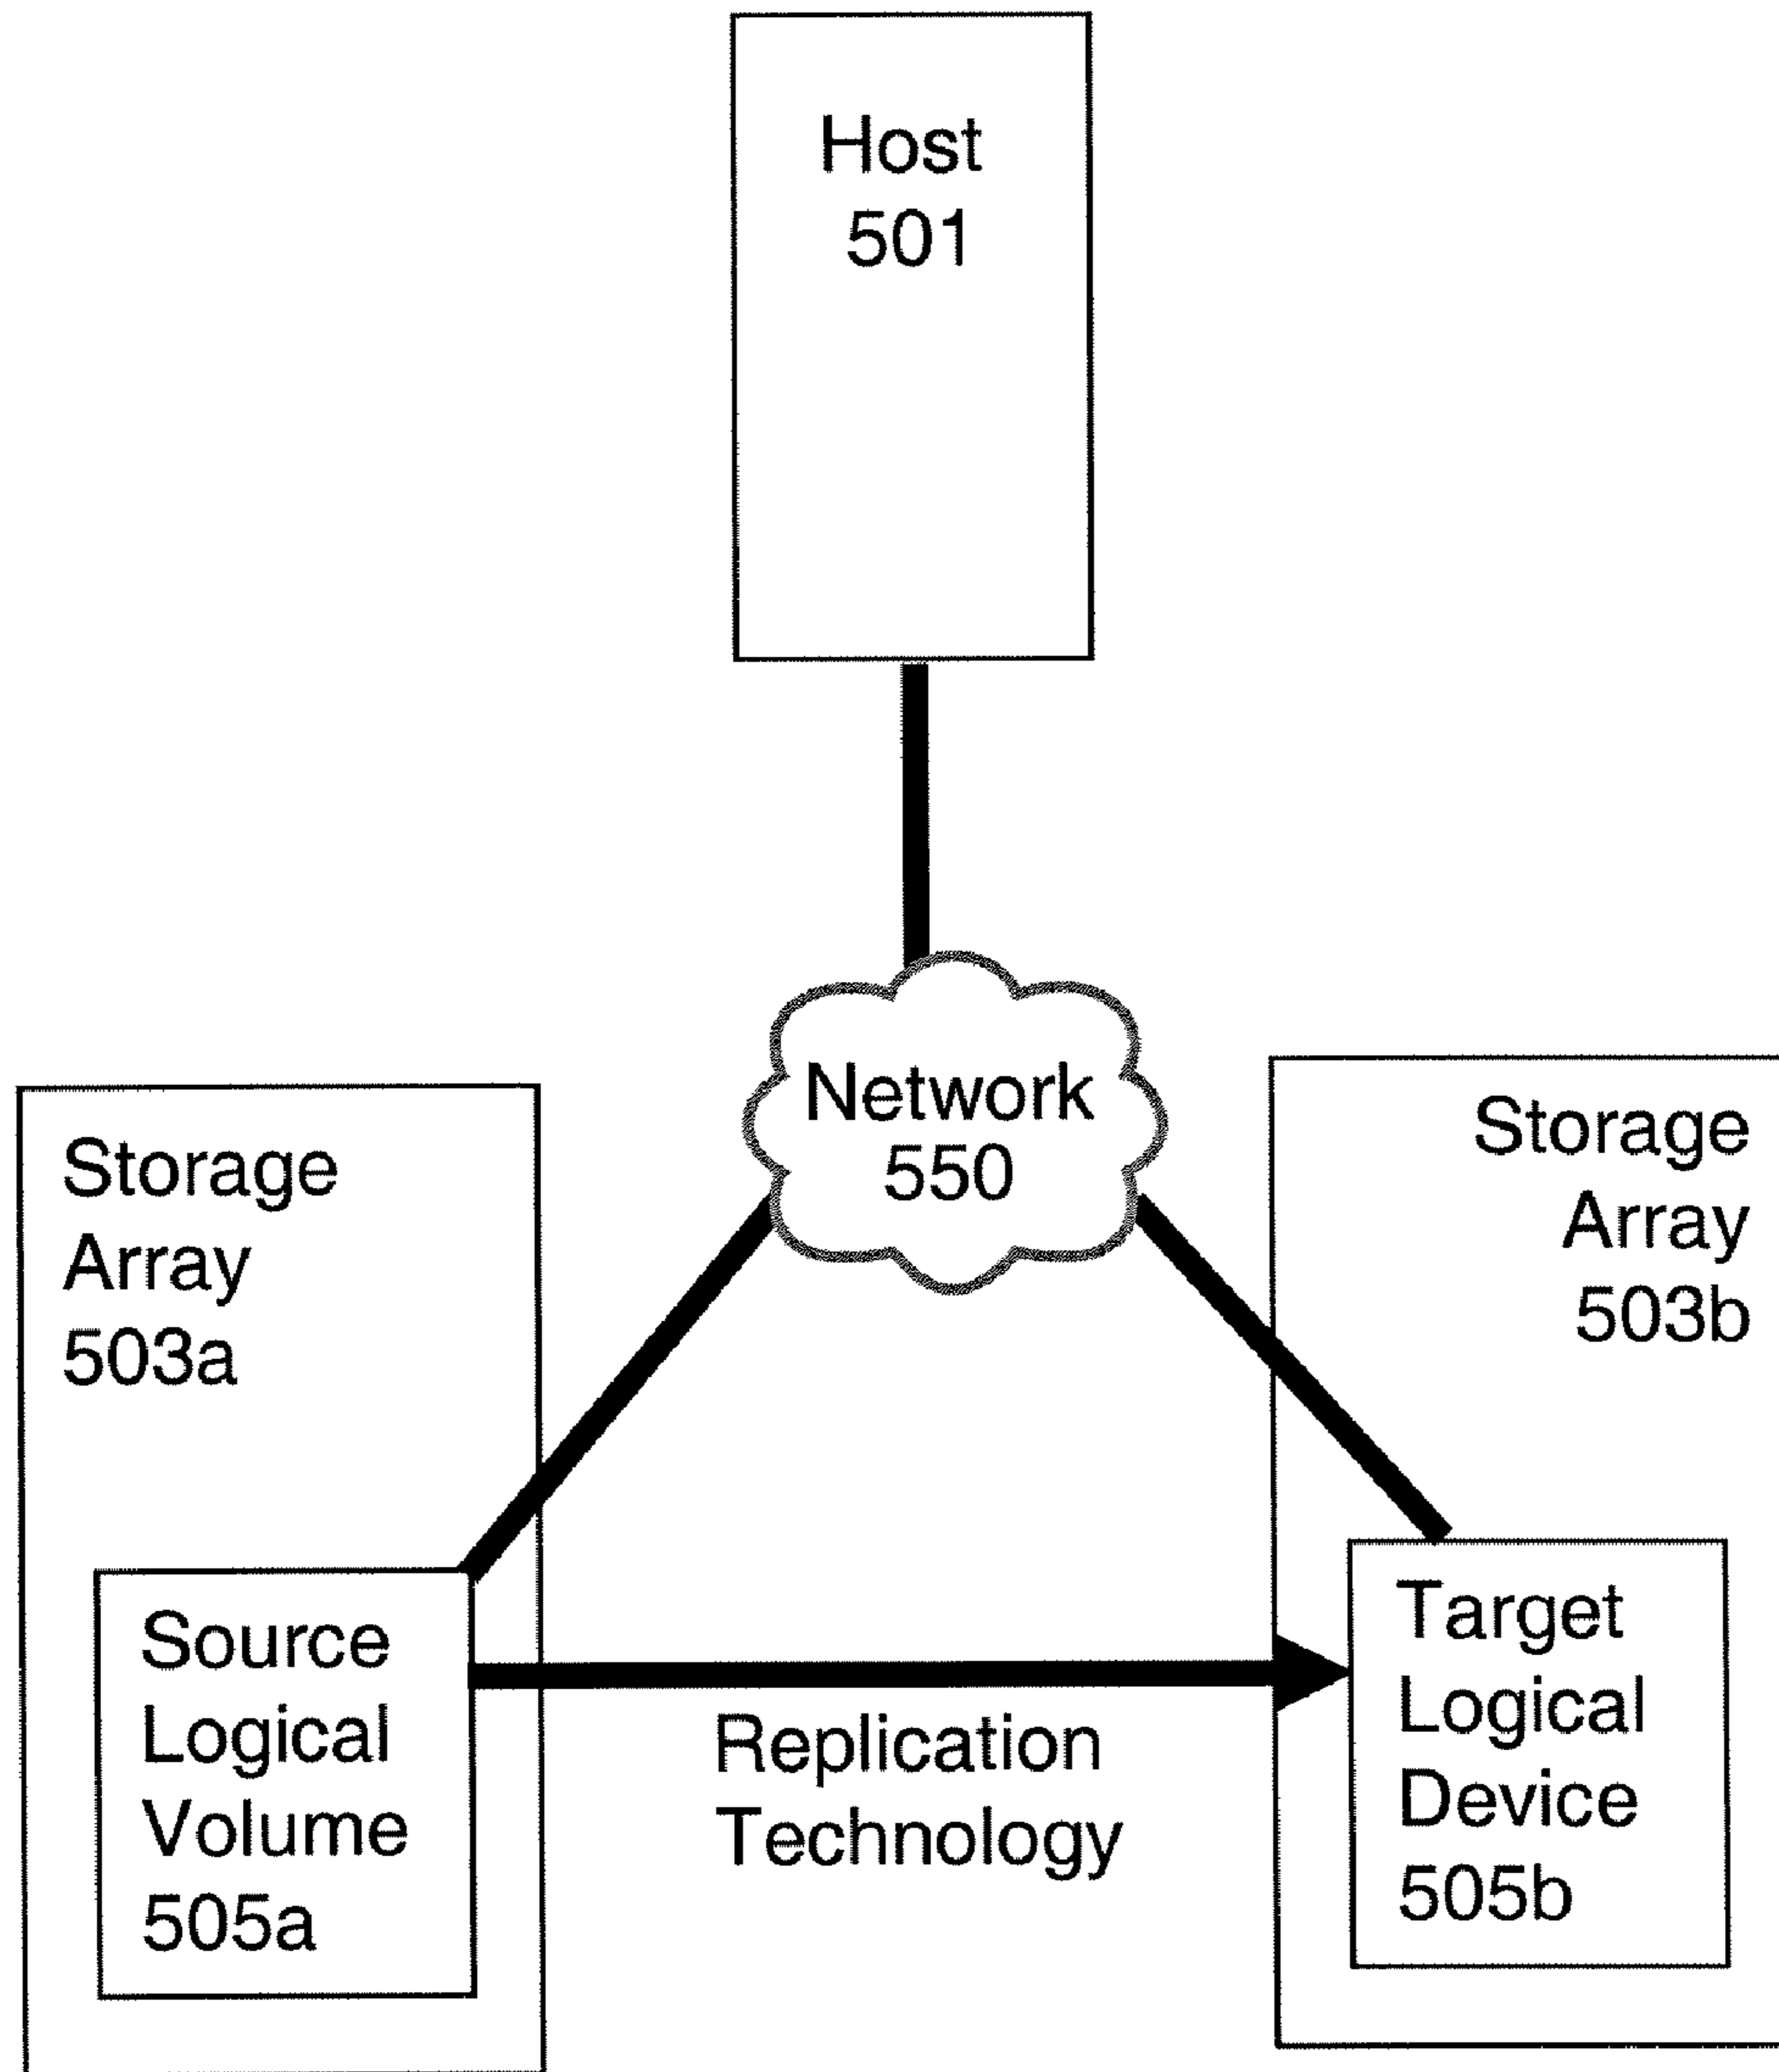 Host
501
Network
550
Storage
Array
503a
Storage
Array
503b
Source
Logical
Volume
505a
Replication
Technology
Target
Logical
Device
505b